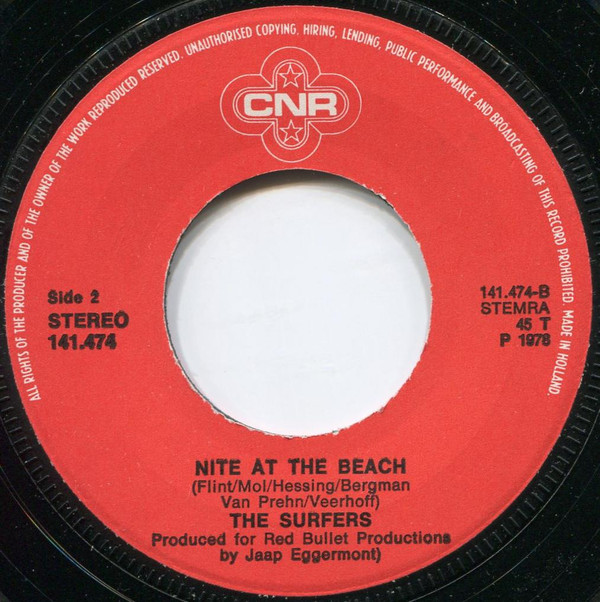 ALL RIGHTS OF THE PRODUCER AND OF THE OWNER OF THE WORK REPRODUCED RESERVED. UNAUTHORISED COPYING, HIRING, LENDING, PUBLIC PERFORMANCE AND BROADCASTING OF THIS RECORD PROHIBITED. MADE IN HOLLAND.
CNR
Side 2
STEREO
141.474
141.474-B
STEMRA
45 T
P 1978
NITE AT THE BEACH
(Flint/Mol/Hessing/Bergman
Van Prehn/Veerhoff)
THE SURFERS
Produced for Red Bullet Productions
by Jaap Eggermont)